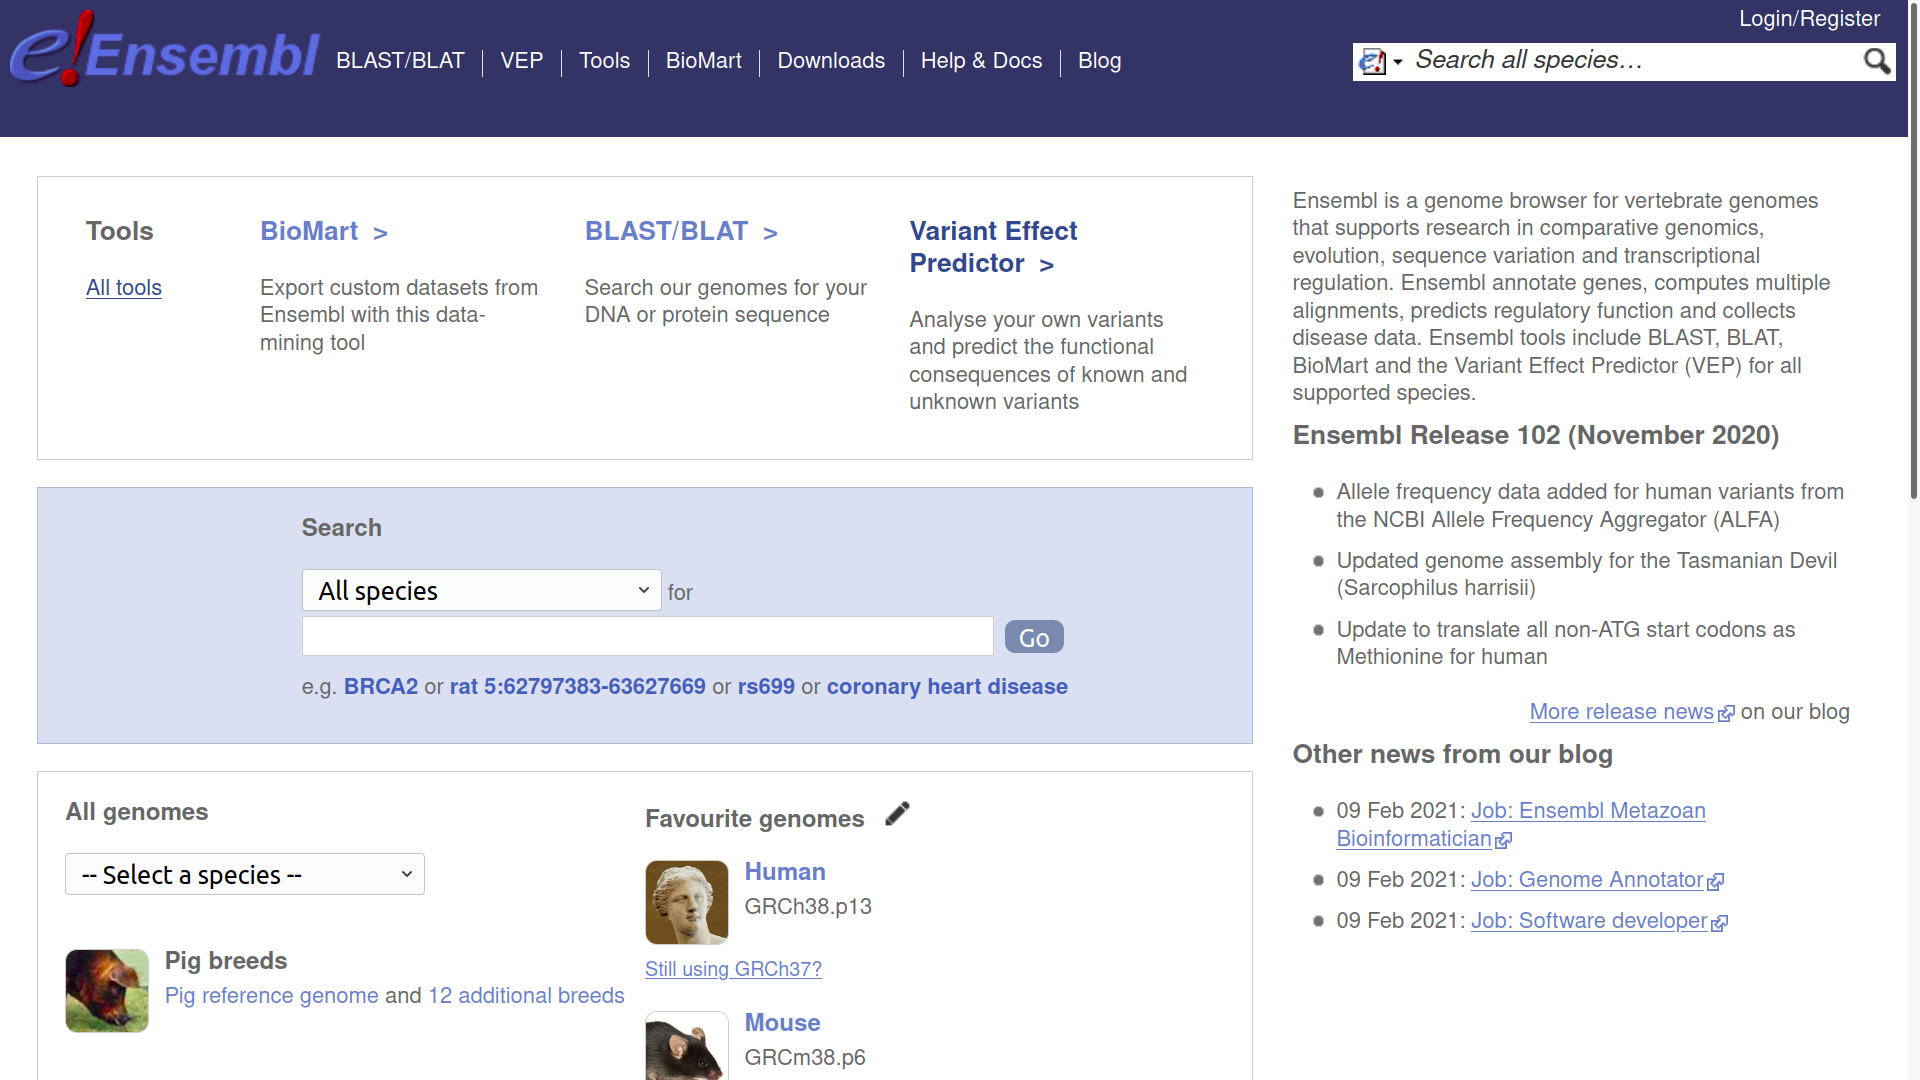 Login/Register
e!Ensembl
BLAST/BLAT
VEP
Tools
BioMart
Downloads
Help & Docs
Blog
Search all species…
Tools
All tools
BioMart >
Export custom datasets from
Ensembl with this data-
mining tool
BLAST/BLAT >
Search our genomes for your
DNA or protein sequence
Variant Effect
Predictor >
Analyse your own variants
and predict the functional
consequences of known and
unknown variants
Search
All species for
Go
e.g. BRCA2 or rat 5:62797383-63627669 or rs699 or coronary heart disease
All genomes
-- Select a species --
Pig breeds
Pig reference genome and 12 additional breeds
Favourite genomes
Human
GRCh38.p13
Still using GRCh37?
Mouse
GRCm38.p6
Ensembl is a genome browser for vertebrate genomes
that supports research in comparative genomics,
evolution, sequence variation and transcriptional
regulation. Ensembl annotate genes, computes multiple
alignments, predicts regulatory function and collects
disease data. Ensembl tools include BLAST, BLAT,
BioMart and the Variant Effect Predictor (VEP) for all
supported species.
Ensembl Release 102 (November 2020)
Allele frequency data added for human variants from
the NCBI Allele Frequency Aggregator (ALFA)
Updated genome assembly for the Tasmanian Devil
(Sarcophilus harrisii)
Update to translate all non-ATG start codons as
Methionine for human
More release news on our blog
Other news from our blog
09 Feb 2021: Job: Ensembl Metazoan
Bioinformatician
09 Feb 2021: Job: Genome Annotator
09 Feb 2021: Job: Software developer